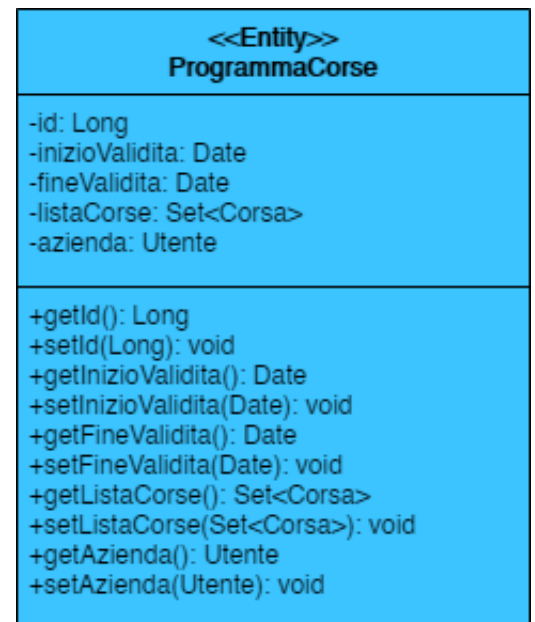 <<Entity>>
ProgrammaCorse
-id: Long
-inizioValidita: Date
-fineValidita: Date
-listaCorse: Set<Corsa>
-azienda: Utente
+getId(): Long
+setId(Long): void
+getInizioValidita(): Date
+setInizioValidita(Date): void
+getFineValidita(): Date
+setFineValidita(Date): void
+getListaCorse(): Set<Corsa>
+setListaCorse(Set<Corsa>): void
+getAzienda(): Utente
+setAzienda(Utente): void